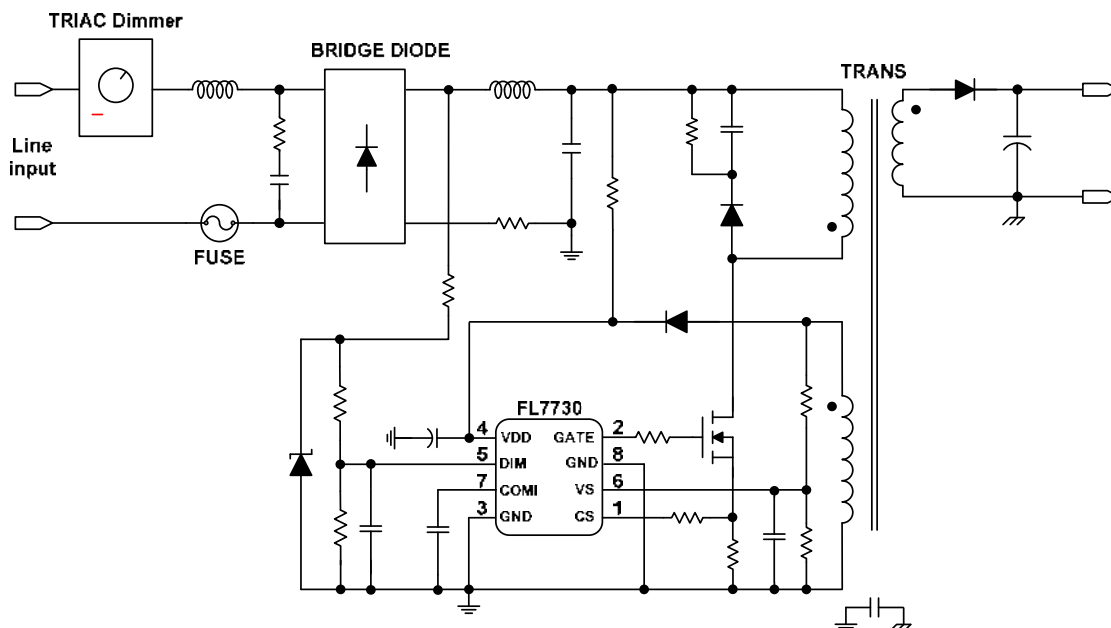 TRIAC Dimmer
BRIDGE DIODE
TRANS
Line
input
FUSE
FL7730
4 VDD GATE 2
5 DIM GND 8
7 COMI VS 6
3 GND CS 1